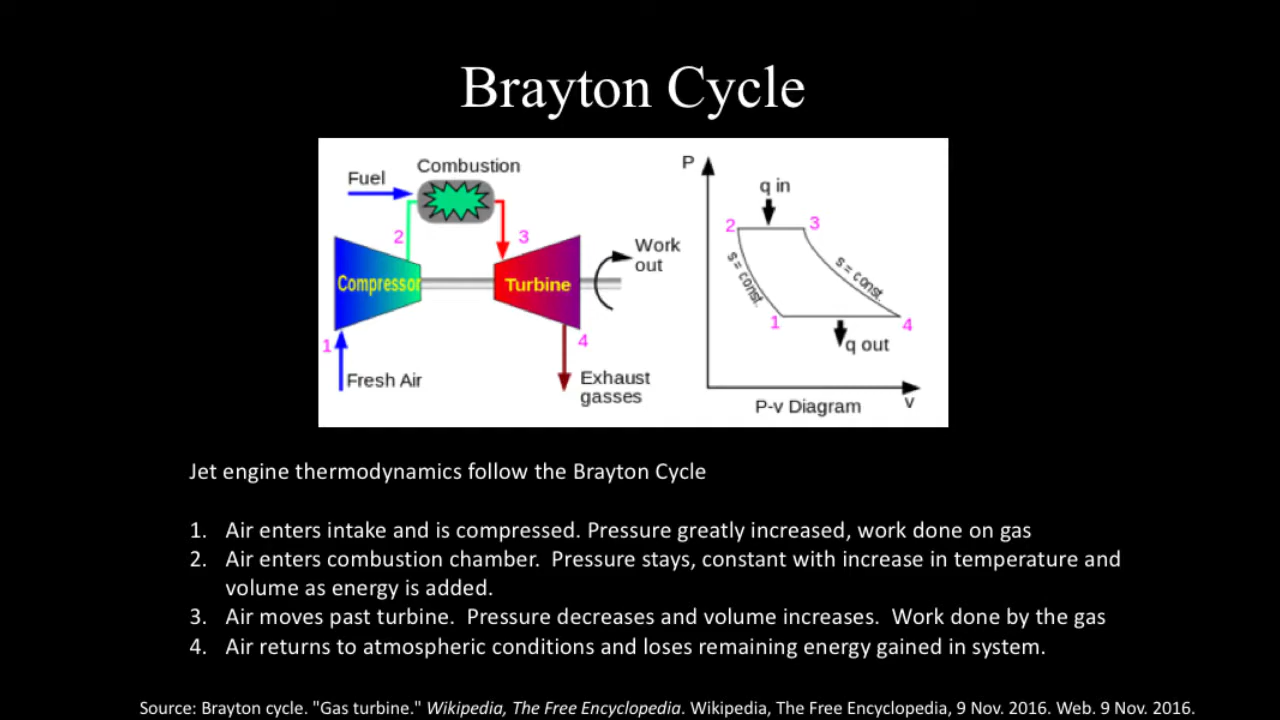 Brayton Cycle
Combustion
Fuel
2
3
Compressor
Turbine
Work
out
1
4
Fresh Air
Exhaust
gasses
P
q in
2
3
s = const.
s = const.
1
4
q out
v
P-v Diagram
Jet engine thermodynamics follow the Brayton Cycle
1. Air enters intake and is compressed. Pressure greatly increased, work done on gas
2. Air enters combustion chamber. Pressure stays, constant with increase in temperature and
volume as energy is added.
3. Air moves past turbine. Pressure decreases and volume increases. Work done by the gas
4. Air returns to atmospheric conditions and loses remaining energy gained in system.
Source: Brayton cycle. "Gas turbine." Wikipedia, The Free Encyclopedia. Wikipedia, The Free Encyclopedia, 9 Nov. 2016. Web. 9 Nov. 2016.